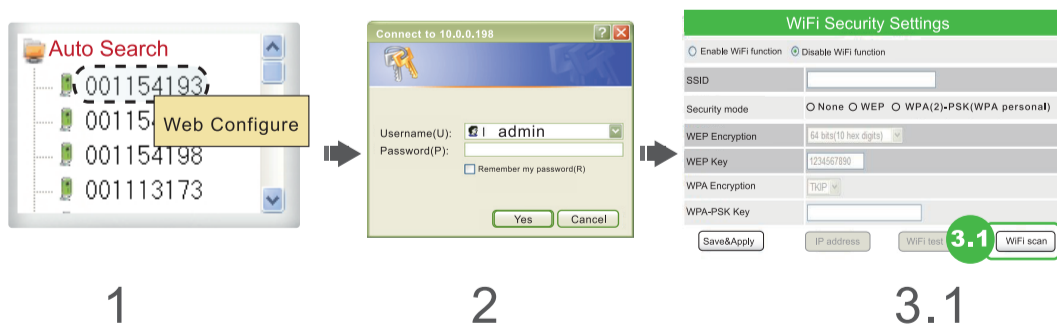 Auto Search
001154193
00115
Web Configure
001154198
001113173
1
Connect to 10.0.0.198
Username(U):
admin
Password(P):
Remember my password(R)
Yes
Cancel
2
WiFi Security Settings
Enable WiFi function
Disable WiFi function
SSID
Security mode
None
WEP
WPA(2)-PSK(WPA personal)
WEP Encryption
64 bits(10 hex digits)
WEP Key
1234567890
WPA Encryption
TKIP
WPA-PSK Key
Save&Apply
IP address
WiFi test
3.1
WiFi scan
3.1